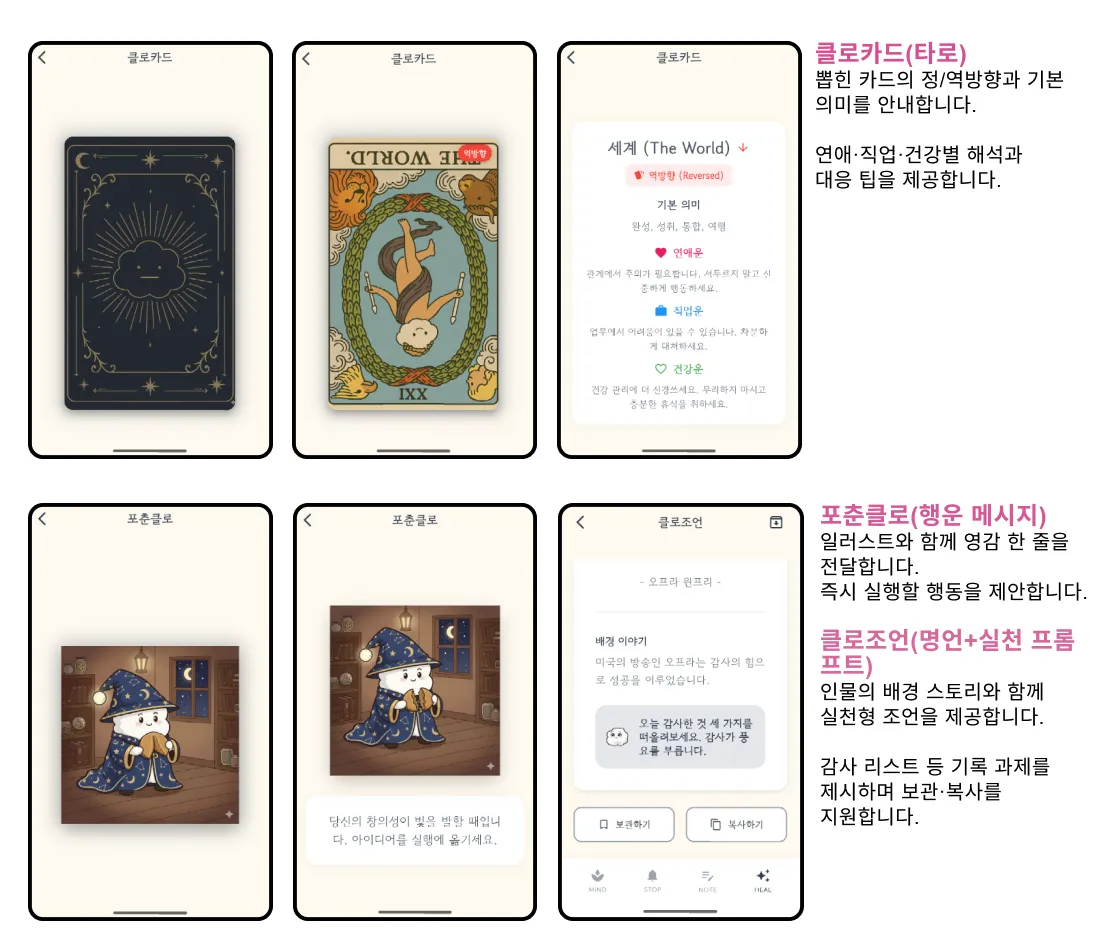 클로카드
클로카드
THE WORLD.
역방향
XXI
클로카드
세계 (The World) ↓
역방향 (Reversed)
기본 의미
완성, 성취, 통합, 여행
연애운
관계에서 주의가 필요합니다. 서두르지 말고 신
중하게 행동하세요.
직업운
업무에서 어려움이 있을 수 있습니다. 차분하
게 대처하세요.
건강운
건강 관리에 더 신경쓰세요. 무리하지 마시고
충분한 휴식을 취하세요.
클로카드(타로)
뽑힌 카드의 정/역방향과 기본
의미를 안내합니다.
연애·직업·건강별 해석과
대응 팁을 제공합니다.
포춘클로
포춘클로
당신의 창의성이 빛을 발할 때입니
다. 아이디어를 실행에 옮기세요.
클로조언
- 오프라 윈프리 -
배경 이야기
미국의 방송인 오프라는 감사의 힘으
로 성공을 이루었습니다.
오늘 감사한 것 세 가지를
떠올려보세요. 감사가 풍
요를 부릅니다.
보관하기
복사하기
MIND
STOP
NOTE
HEAL
포춘클로(행운 메시지)
일러스트와 함께 영감 한 줄을
전달합니다.
즉시 실행할 행동을 제안합니다.
클로조언(명언+실천 프롬
프트)
인물의 배경 스토리와 함께
실천형 조언을 제공합니다.
감사 리스트 등 기록 과제를
제시하며 보관·복사를
지원합니다.